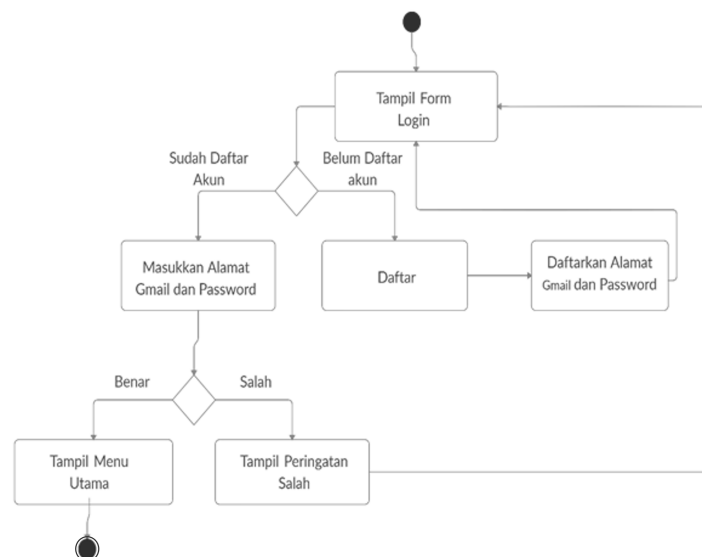 Tampil Form
Login
Sudah Daftar
Akun
Belum Daftar
akun
Masukkan Alamat
Gmail dan Password
Daftar
Daftarkan Alamat
Gmail dan Password
Benar
Salah
Tampil Menu
Utama
Tampil Peringatan
Salah